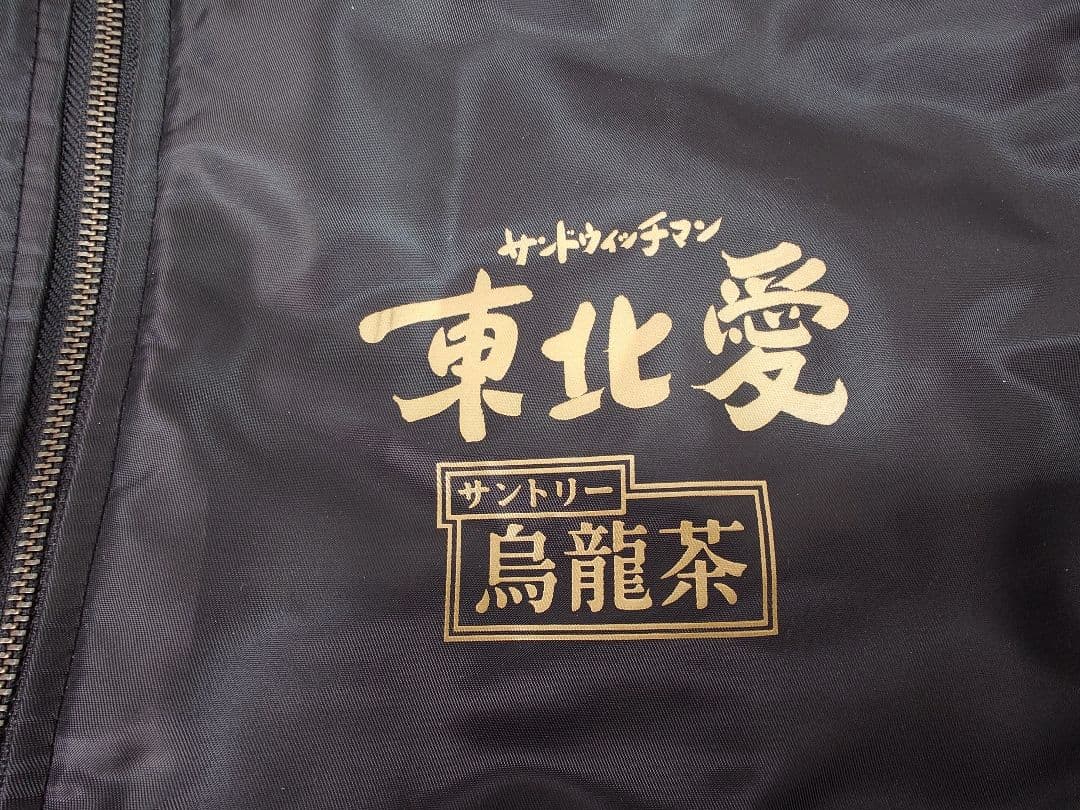 サンドウィッチマン
東北愛
サントリー
烏龍茶